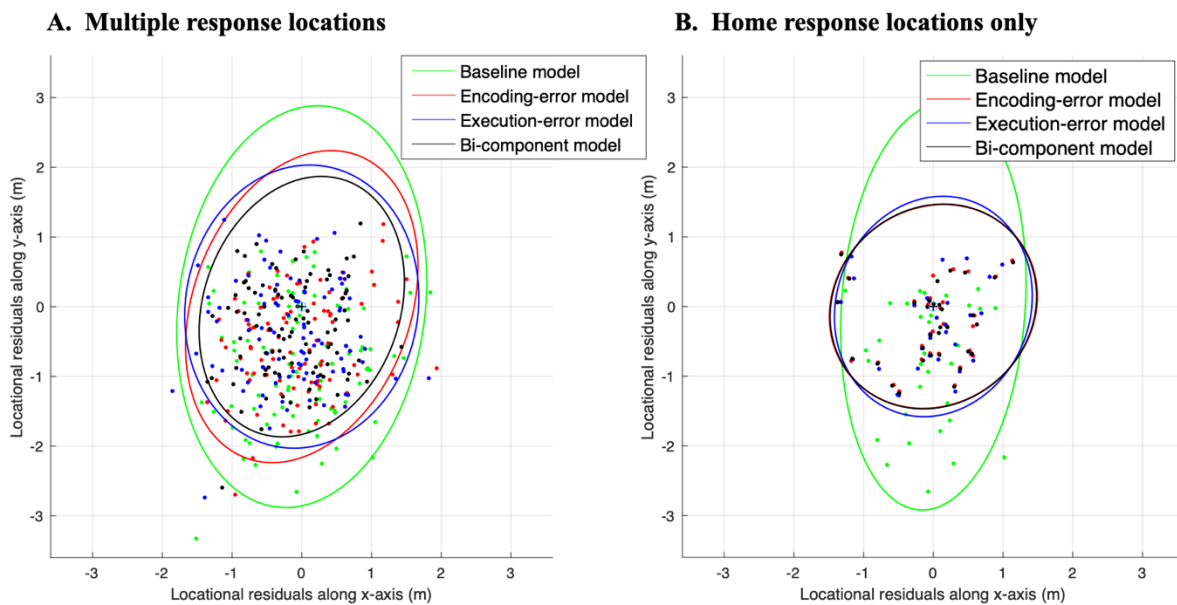 A. Multiple response locations
Baseline model
Encoding-error model
Execution-error model
Bi-component model
Locational residuals along y-axis (m)
3
2
1
0
-1
-2
-3
-3 -2 -1 0 1 2 3
Locational residuals along x-axis (m)
B. Home response locations only
Baseline model
Encoding-error model
Execution-error model
Bi-component model
Locational residuals along y-axis (m)
3
2
1
0
-1
-2
-3
-3 -2 -1 0 1 2 3
Locational residuals along x-axis (m)